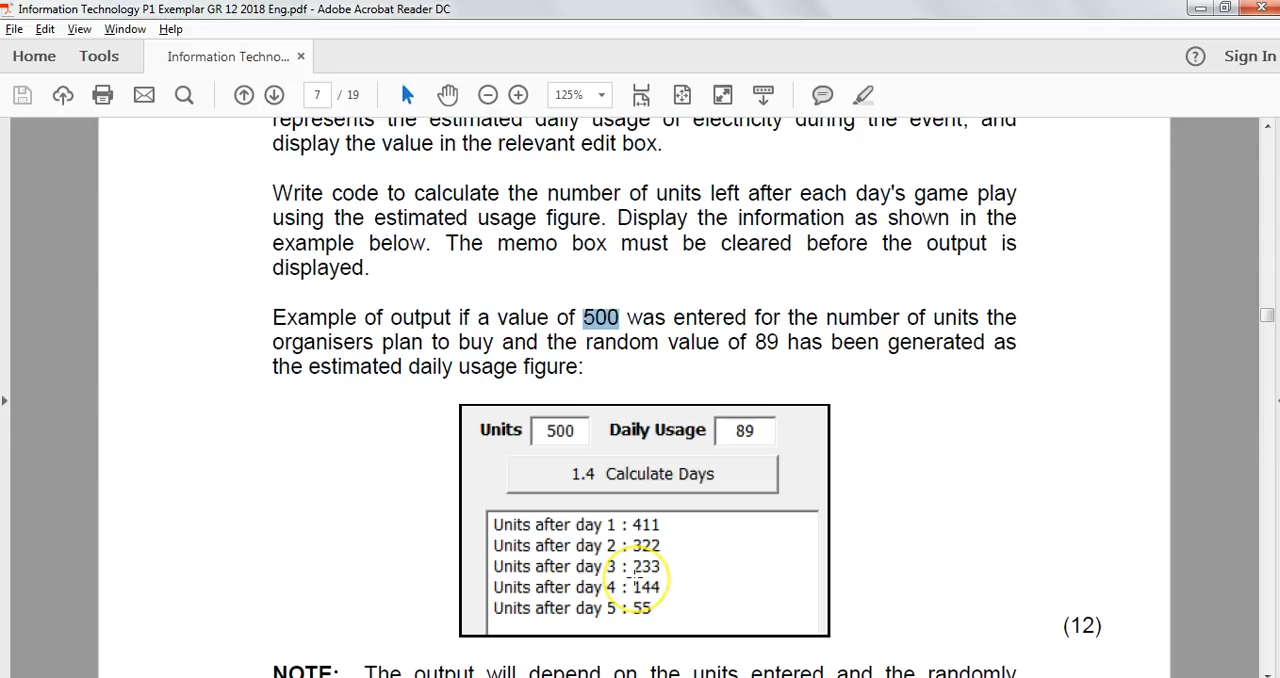 Information Technology P1 Exemplar GR 12 2018 Eng.pdf - Adobe Acrobat Reader DC
File Edit View Window Help
Home Tools Information Techno... × ? Sign In
7 / 19 125%
represents the estimated daily usage of electricity during the event, and
display the value in the relevant edit box.
Write code to calculate the number of units left after each day's game play
using the estimated usage figure. Display the information as shown in the
example below. The memo box must be cleared before the output is
displayed.
Example of output if a value of 500 was entered for the number of units the
organisers plan to buy and the random value of 89 has been generated as
the estimated daily usage figure:
Units 500 Daily Usage 89
1.4 Calculate Days
Units after day 1 : 411
Units after day 2 : 322
Units after day 3 : 233
Units after day 4 : 144
Units after day 5 : 55
(12)
NOTE: The output will depend on the units entered and the randomly